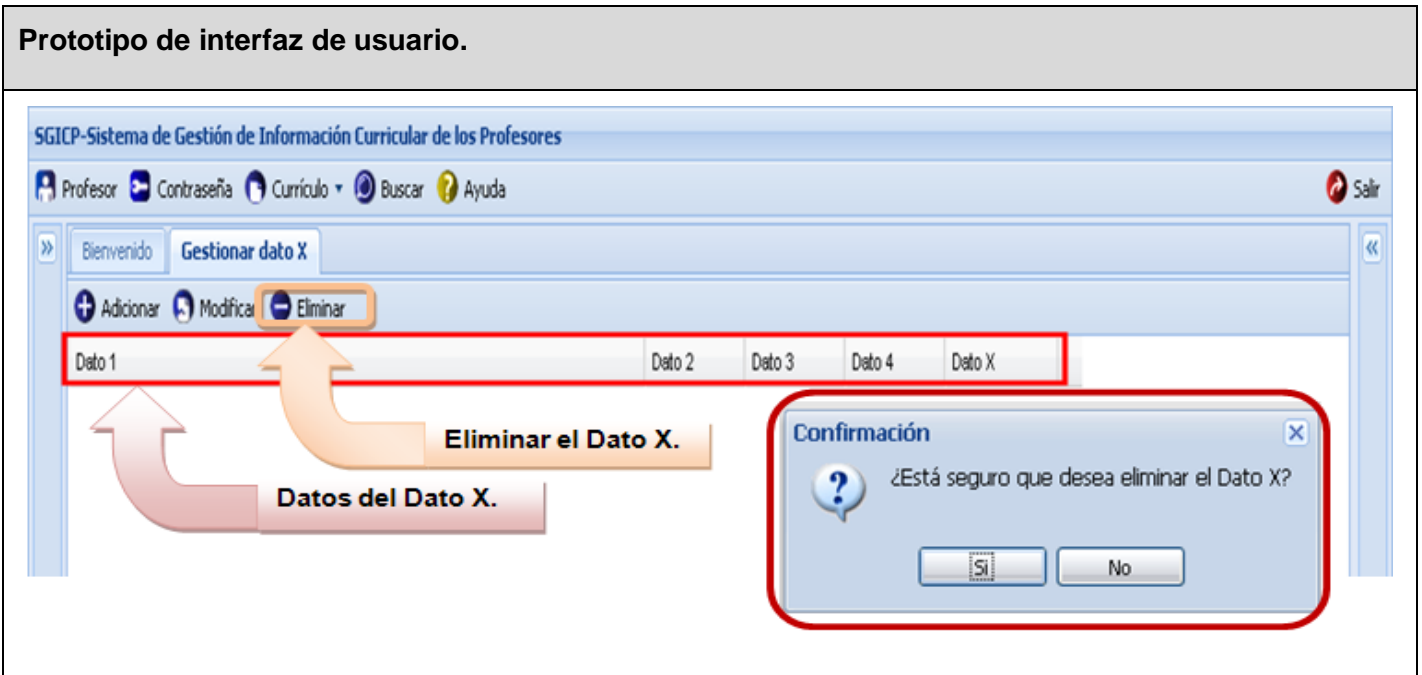 Prototipo de interfaz de usuario.
SGICP-Sistema de Gestión de Información Curricular de los Profesores
Profesor Contraseña Currículo Buscar Ayuda Salir
Bienvenido Gestionar dato X
Adicionar Modificar Eliminar
Dato 1 Dato 2 Dato 3 Dato 4 Dato X
Eliminar el Dato X.
Datos del Dato X.
Confirmación
¿Está seguro que desea eliminar el Dato X?
Si No